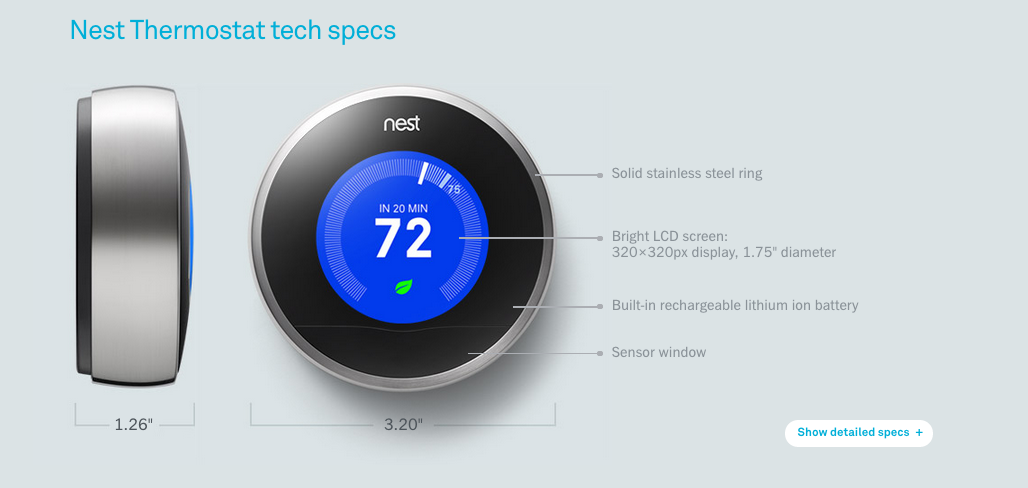 Nest Thermostat tech specs
nest
75
IN 20 MIN
72
Solid stainless steel ring
Bright LCD screen:
320×320px display, 1.75" diameter
Built-in rechargeable lithium ion battery
Sensor window
1.26"
3.20"
Show detailed specs +